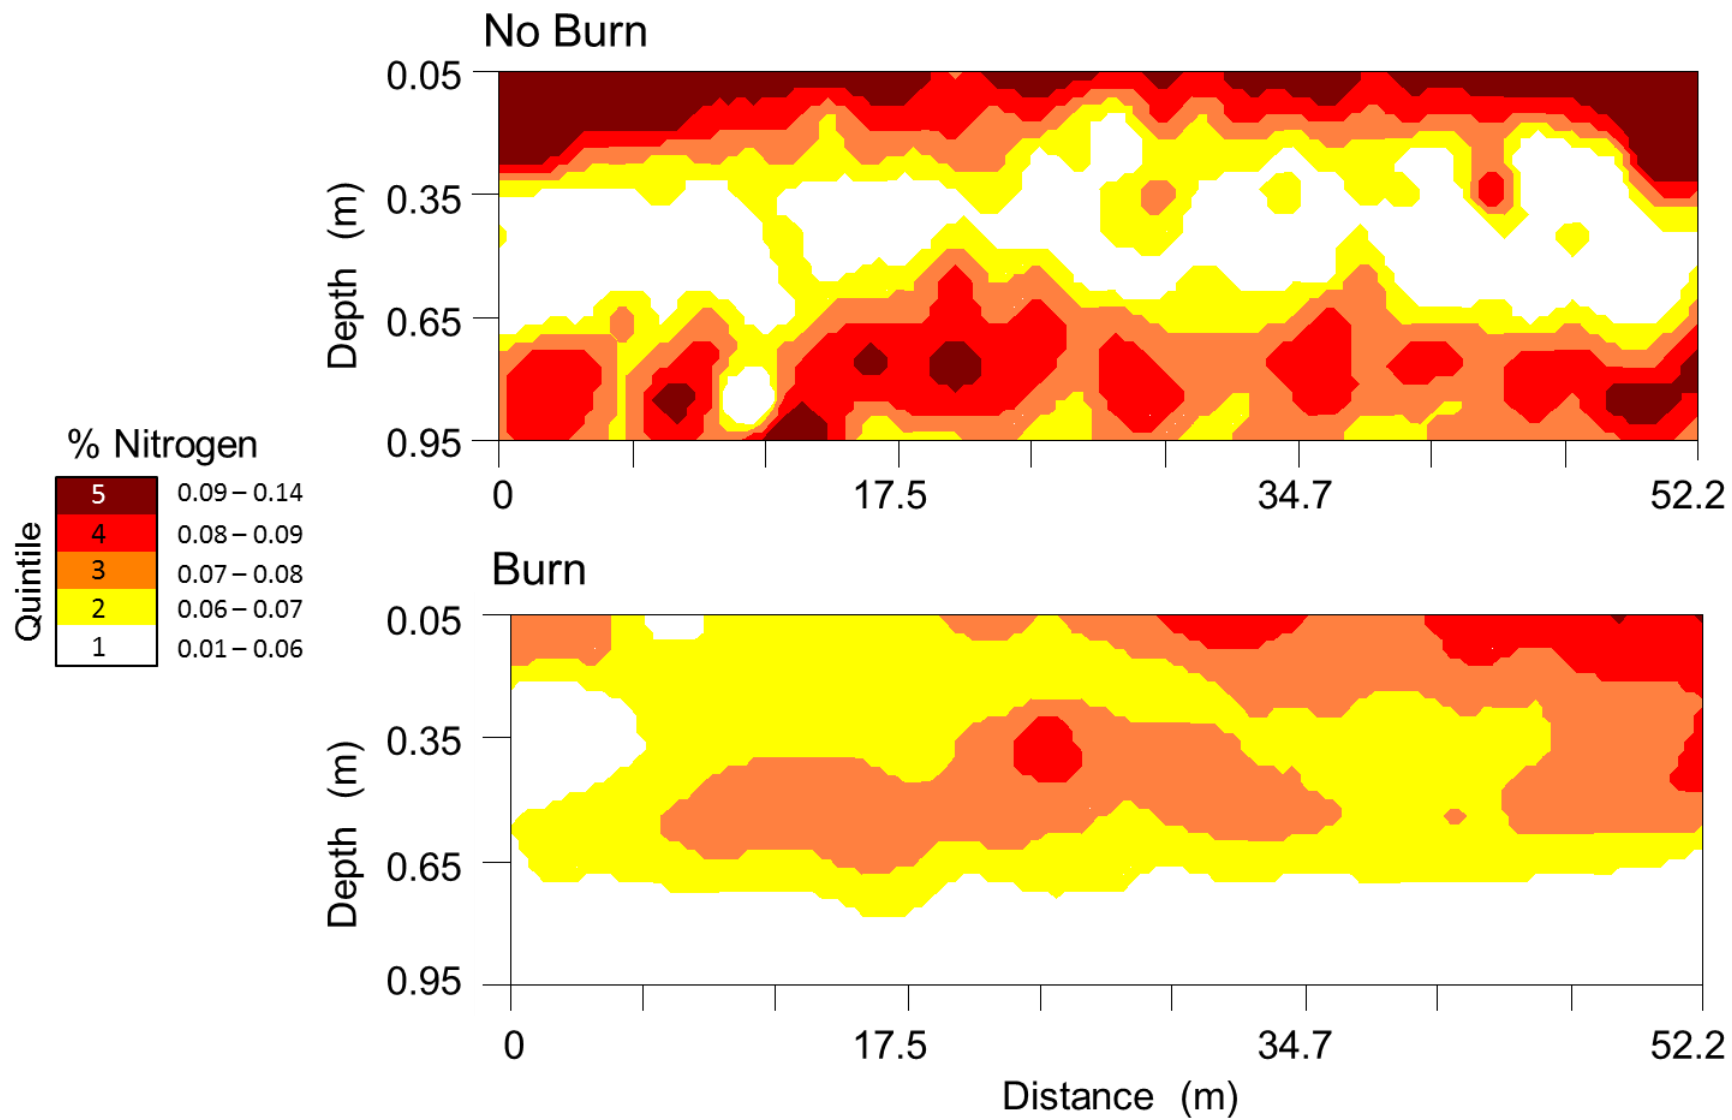 No Burn
0.05
0.35
0.65
0.95
Depth (m)
0 17.5 34.7 52.2
% Nitrogen
Quintile
5 0.09 – 0.14
4 0.08 – 0.09
3 0.07 – 0.08
2 0.06 – 0.07
1 0.01 – 0.06
Burn
0.05
0.35
0.65
0.95
Depth (m)
0 17.5 34.7 52.2
Distance (m)